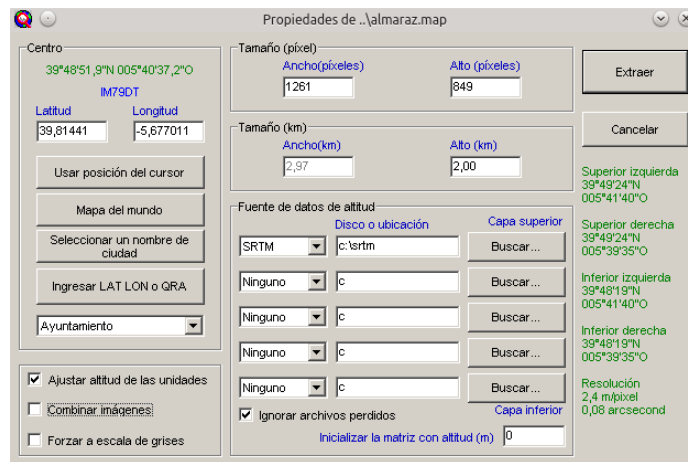 Propiedades de ..\almaraz.map
Centro
39°48'51,9"N 005°40'37,2"O
IM79DT
Latitud Longitud
39,81441 -5,677011
Usar posición del cursor
Mapa del mundo
Seleccionar un nombre de
ciudad
Ingresar LAT LON o QRA
Ayuntamiento
Ajustar altitud de las unidades
Combinar imágenes
Forzar a escala de grises
Tamaño (píxel)
Ancho(píxeles) Alto (píxeles)
1261 849
Tamaño (km)
Ancho(km) Alto (km)
2,97 2,00
Fuente de datos de altitud
Disco o ubicación Capa superior
SRTM c:\srtm Buscar...
Ninguno c Buscar...
Ninguno c Buscar...
Ninguno c Buscar...
Ninguno c Buscar...
Ignorar archivos perdidos Capa inferior
Inicializar la matriz con altitud (m) 0
Extraer
Cancelar
Superior izquierda
39°49'24"N
005°41'40"O
Superior derecha
39°49'24"N
005°39'35"O
Inferior izquierda
39°48'19"N
005°41'40"O
Inferior derecha
39°48'19"N
005°39'35"O
Resolución
2,4 m/pixel
0,08 arcsecond